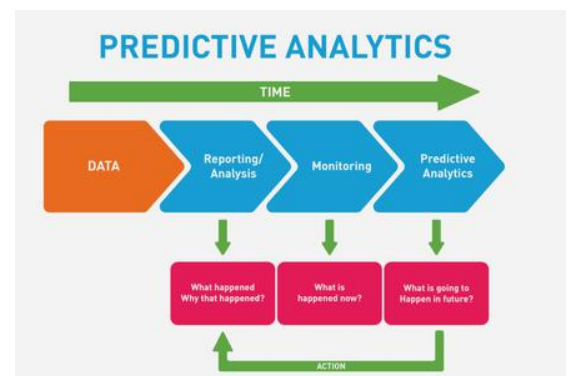 PREDICTIVE ANALYTICS
TIME
DATA
Reporting/
Analysis
Monitoring
Predictive
Analytics
What happened
Why that happened?
What is
happened now?
What is going to
Happen in future?
ACTION